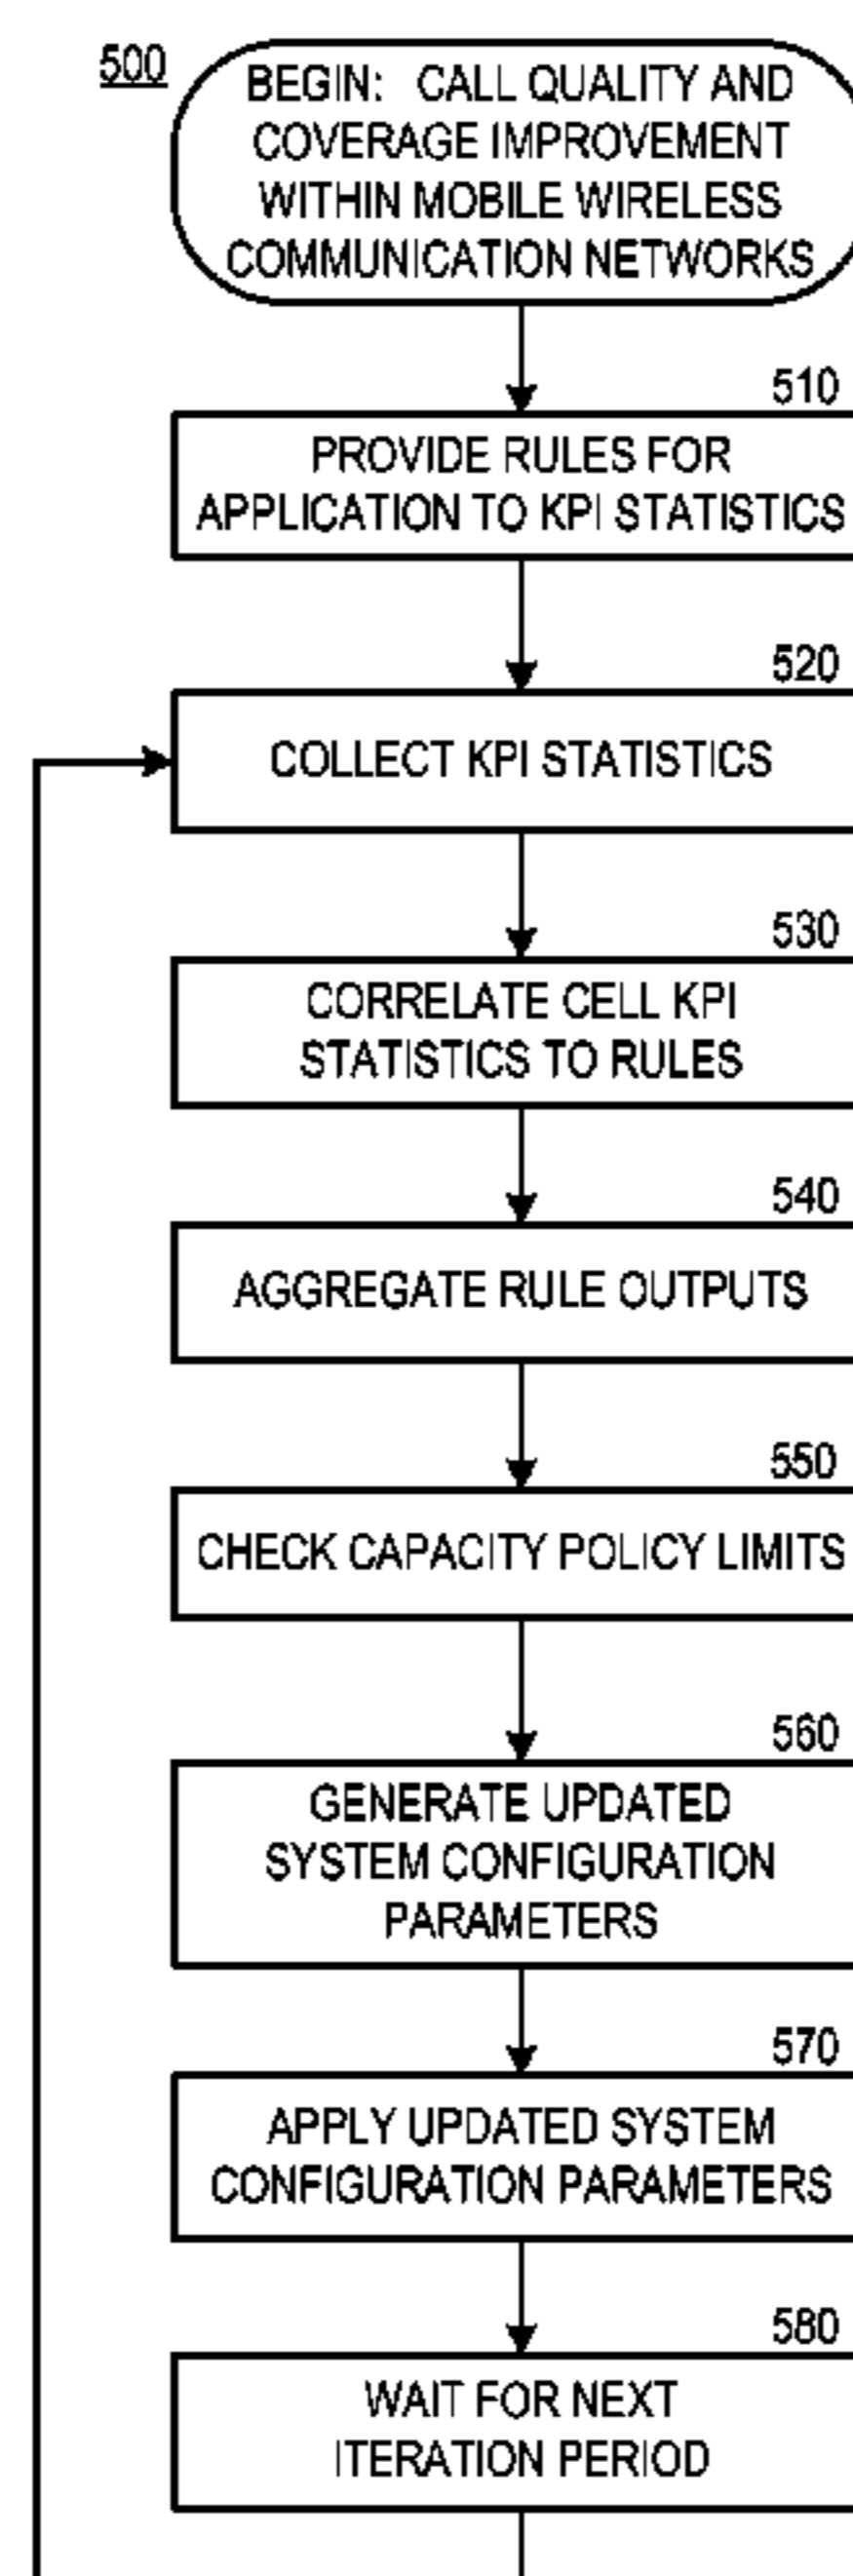 500
BEGIN: CALL QUALITY AND
COVERAGE IMPROVEMENT
WITHIN MOBILE WIRELESS
COMMUNICATION NETWORKS
510
PROVIDE RULES FOR
APPLICATION TO KPI STATISTICS
520
COLLECT KPI STATISTICS
530
CORRELATE CELL KPI
STATISTICS TO RULES
540
AGGREGATE RULE OUTPUTS
550
CHECK CAPACITY POLICY LIMITS
560
GENERATE UPDATED
SYSTEM CONFIGURATION
PARAMETERS
570
APPLY UPDATED SYSTEM
CONFIGURATION PARAMETERS
580
WAIT FOR NEXT
ITERATION PERIOD